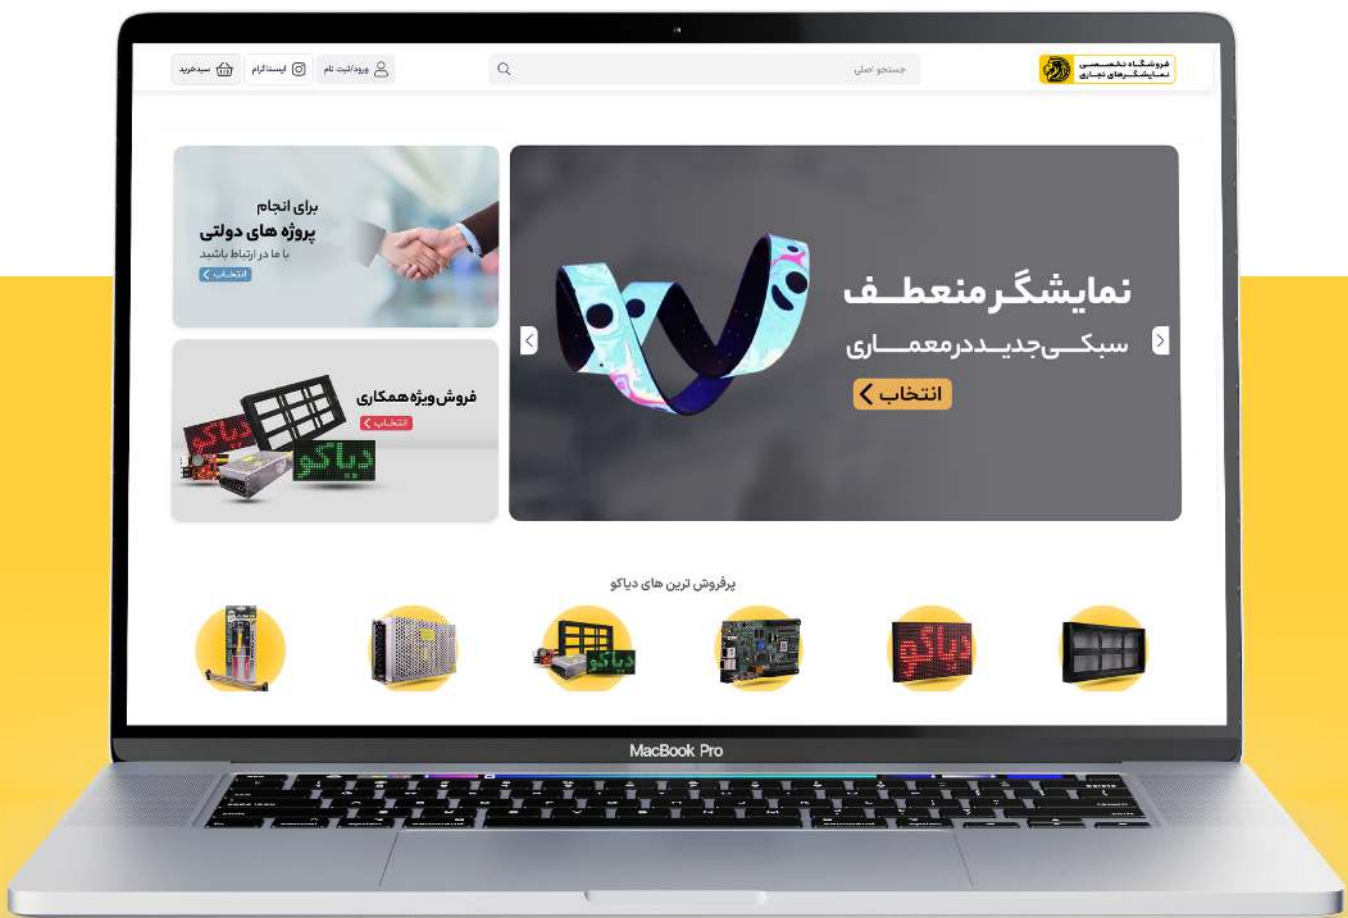 فروشگاه تخصصی
نمایشگرهای تجاری
جستجو اصلی
ورود/ثبت نام
اینستاگرام
سبدخرید
نمایشگر منعطف
سبکی جدید در معماری
انتخاب
برای انجام
پروژه های دولتی
با ما در ارتباط باشید
انتخاب
فروش ویژه همکاری
انتخاب
دیاکو
دیاکو
پرفروش ترین های دیاکو
دیاکو
دیاکو
MacBook Pro